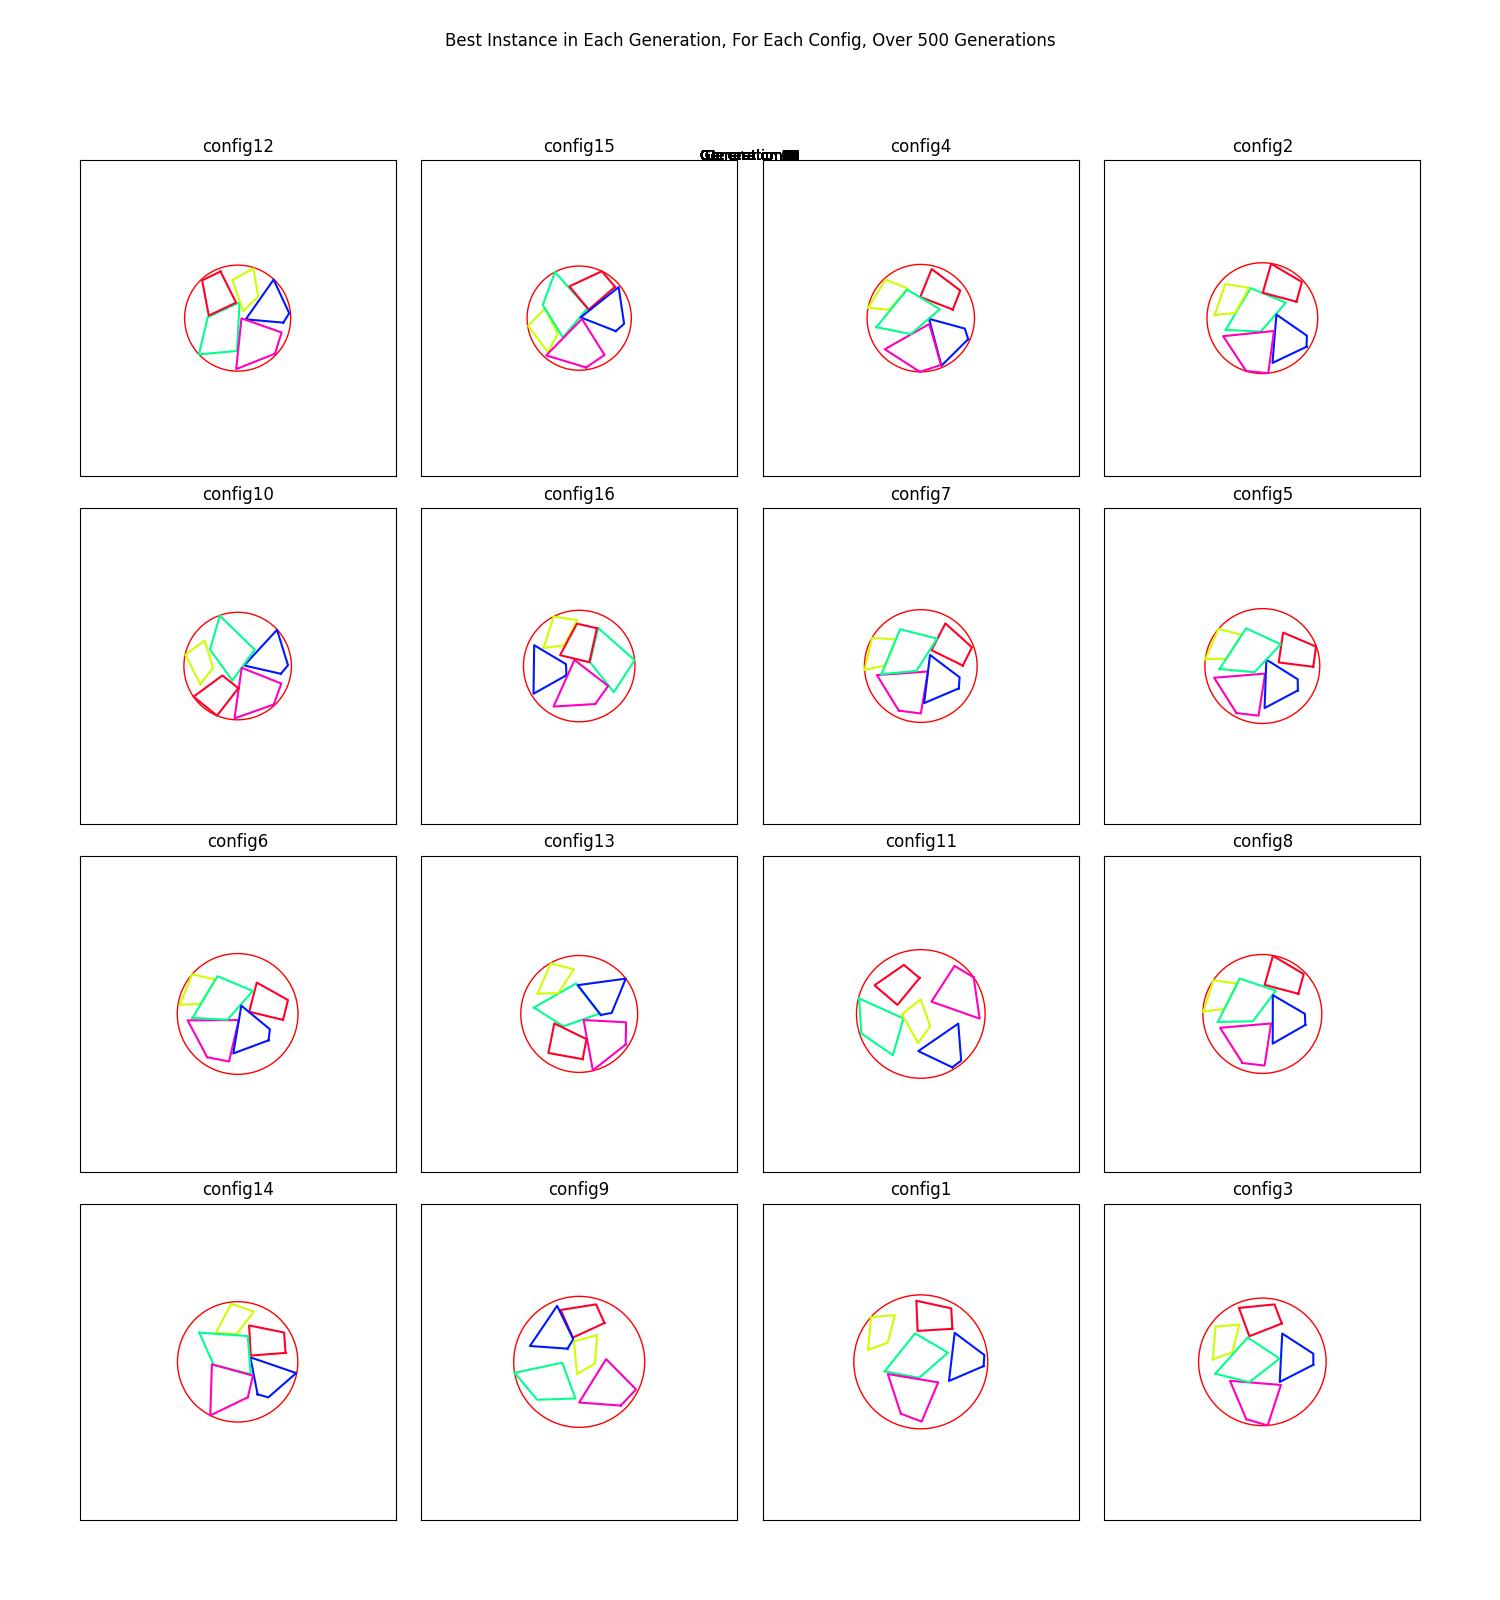 Best Instance in Each Generation, For Each Config, Over 500 Generations
config12
config15
config4
config2
config10
config16
config7
config5
config6
config13
config11
config8
config14
config9
config1
config3